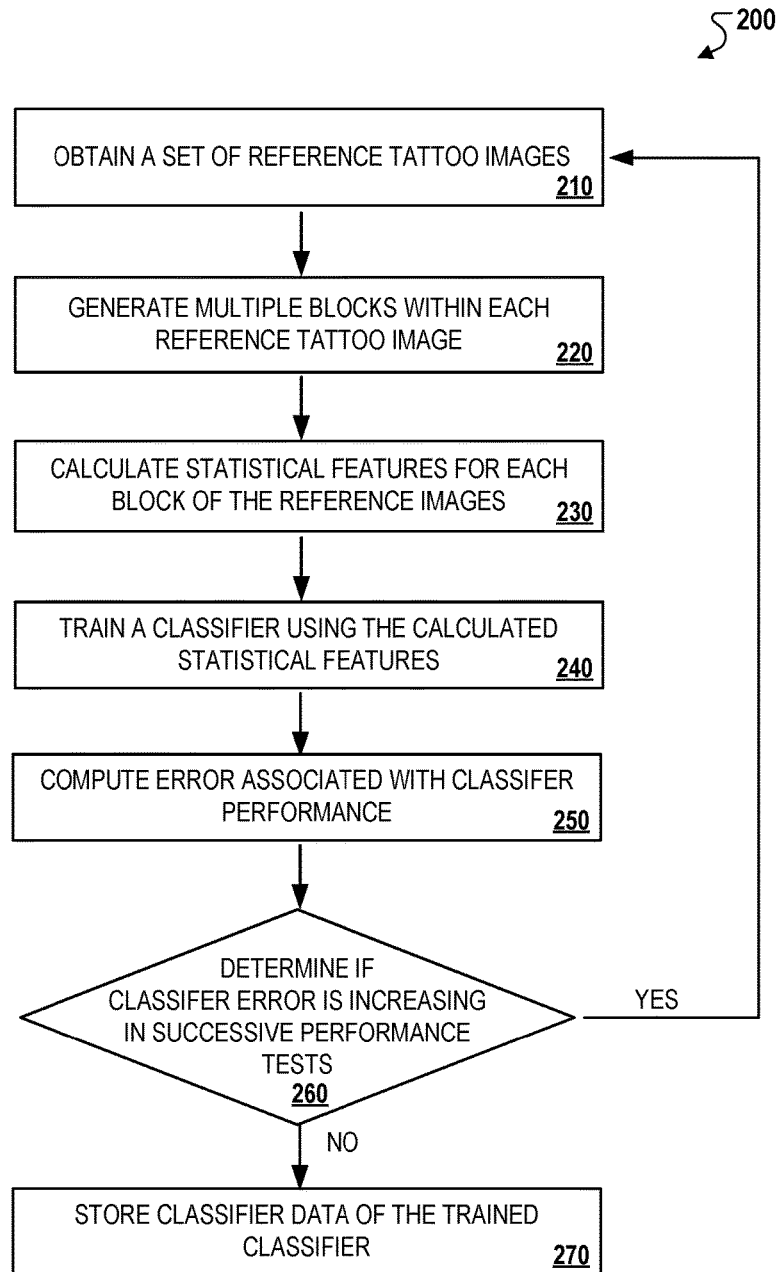 200
OBTAIN A SET OF REFERENCE TATTOO IMAGES
210
GENERATE MULTIPLE BLOCKS WITHIN EACH
REFERENCE TATTOO IMAGE
220
CALCULATE STATISTICAL FEATURES FOR EACH
BLOCK OF THE REFERENCE IMAGES
230
TRAIN A CLASSIFIER USING THE CALCULATED
STATISTICAL FEATURES
240
COMPUTE ERROR ASSOCIATED WITH CLASSIFER
PERFORMANCE
250
DETERMINE IF
CLASSIFER ERROR IS INCREASING
IN SUCCESSIVE PERFORMANCE
TESTS
260
YES
NO
STORE CLASSIFIER DATA OF THE TRAINED
CLASSIFIER
270